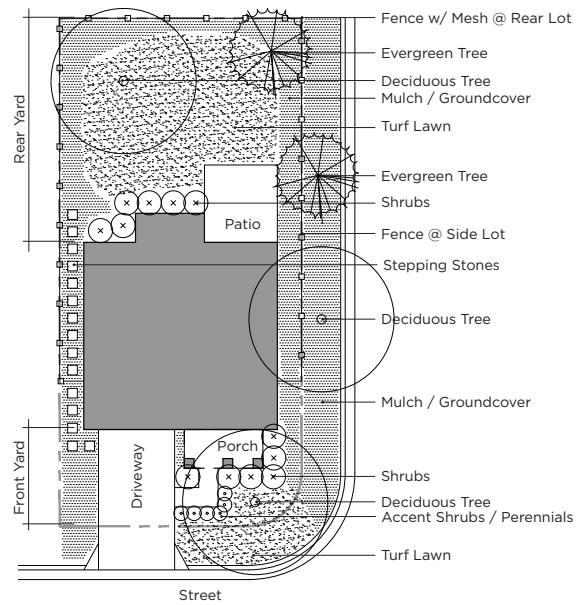 Fence w/ Mesh @ Rear Lot
Evergreen Tree
Deciduous Tree
Mulch / Groundcover
Turf Lawn
Rear Yard
Evergreen Tree
Shrubs
Patio
Fence @ Side Lot
Stepping Stones
Deciduous Tree
Mulch / Groundcover
Front Yard
Driveway
Porch
Shrubs
Deciduous Tree
Accent Shrubs / Perennials
Turf Lawn
Street